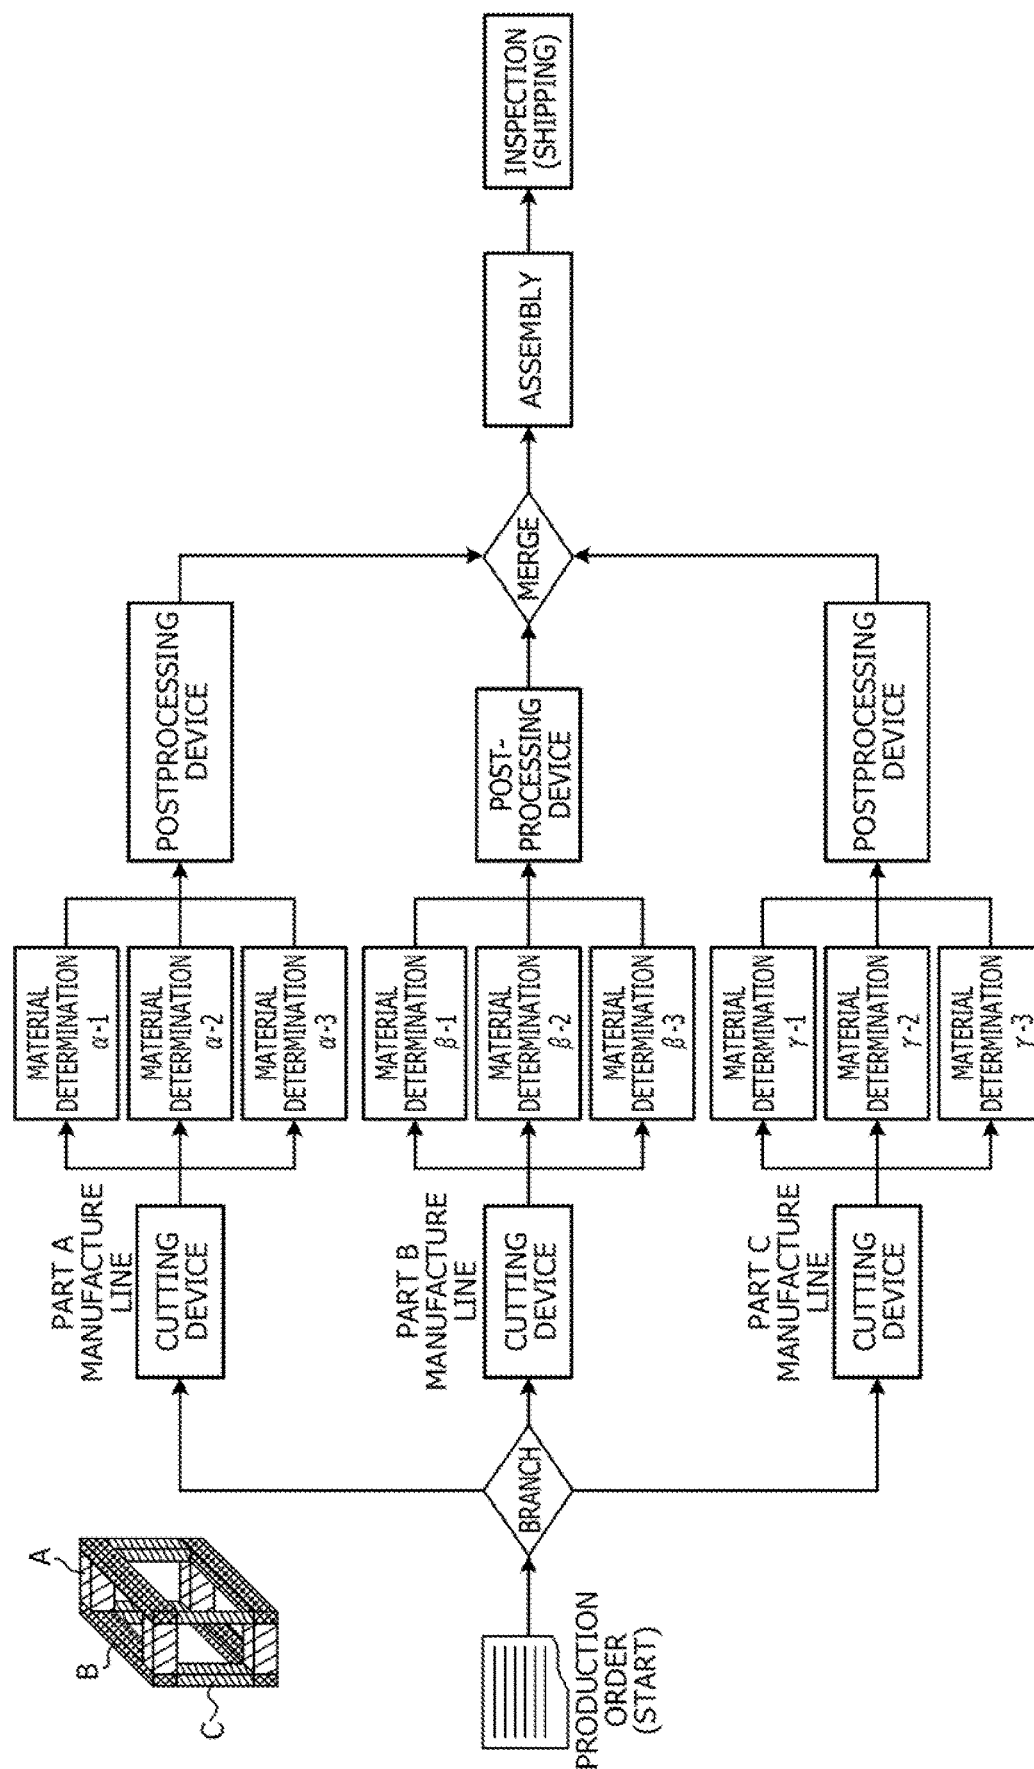 A
B
C
PRODUCTION
ORDER
(START)
BRANCH
PART A
MANUFACTURE
LINE
CUTTING
DEVICE
MATERIAL
DETERMINATION
α-1
MATERIAL
DETERMINATION
α-2
MATERIAL
DETERMINATION
α-3
POSTPROCESSING
DEVICE
PART B
MANUFACTURE
LINE
CUTTING
DEVICE
MATERIAL
DETERMINATION
β-1
MATERIAL
DETERMINATION
β-2
MATERIAL
DETERMINATION
β-3
POST-
PROCESSING
DEVICE
PART C
MANUFACTURE
LINE
CUTTING
DEVICE
MATERIAL
DETERMINATION
γ-1
MATERIAL
DETERMINATION
γ-2
MATERIAL
DETERMINATION
γ-3
POSTPROCESSING
DEVICE
MERGE
ASSEMBLY
INSPECTION
(SHIPPING)